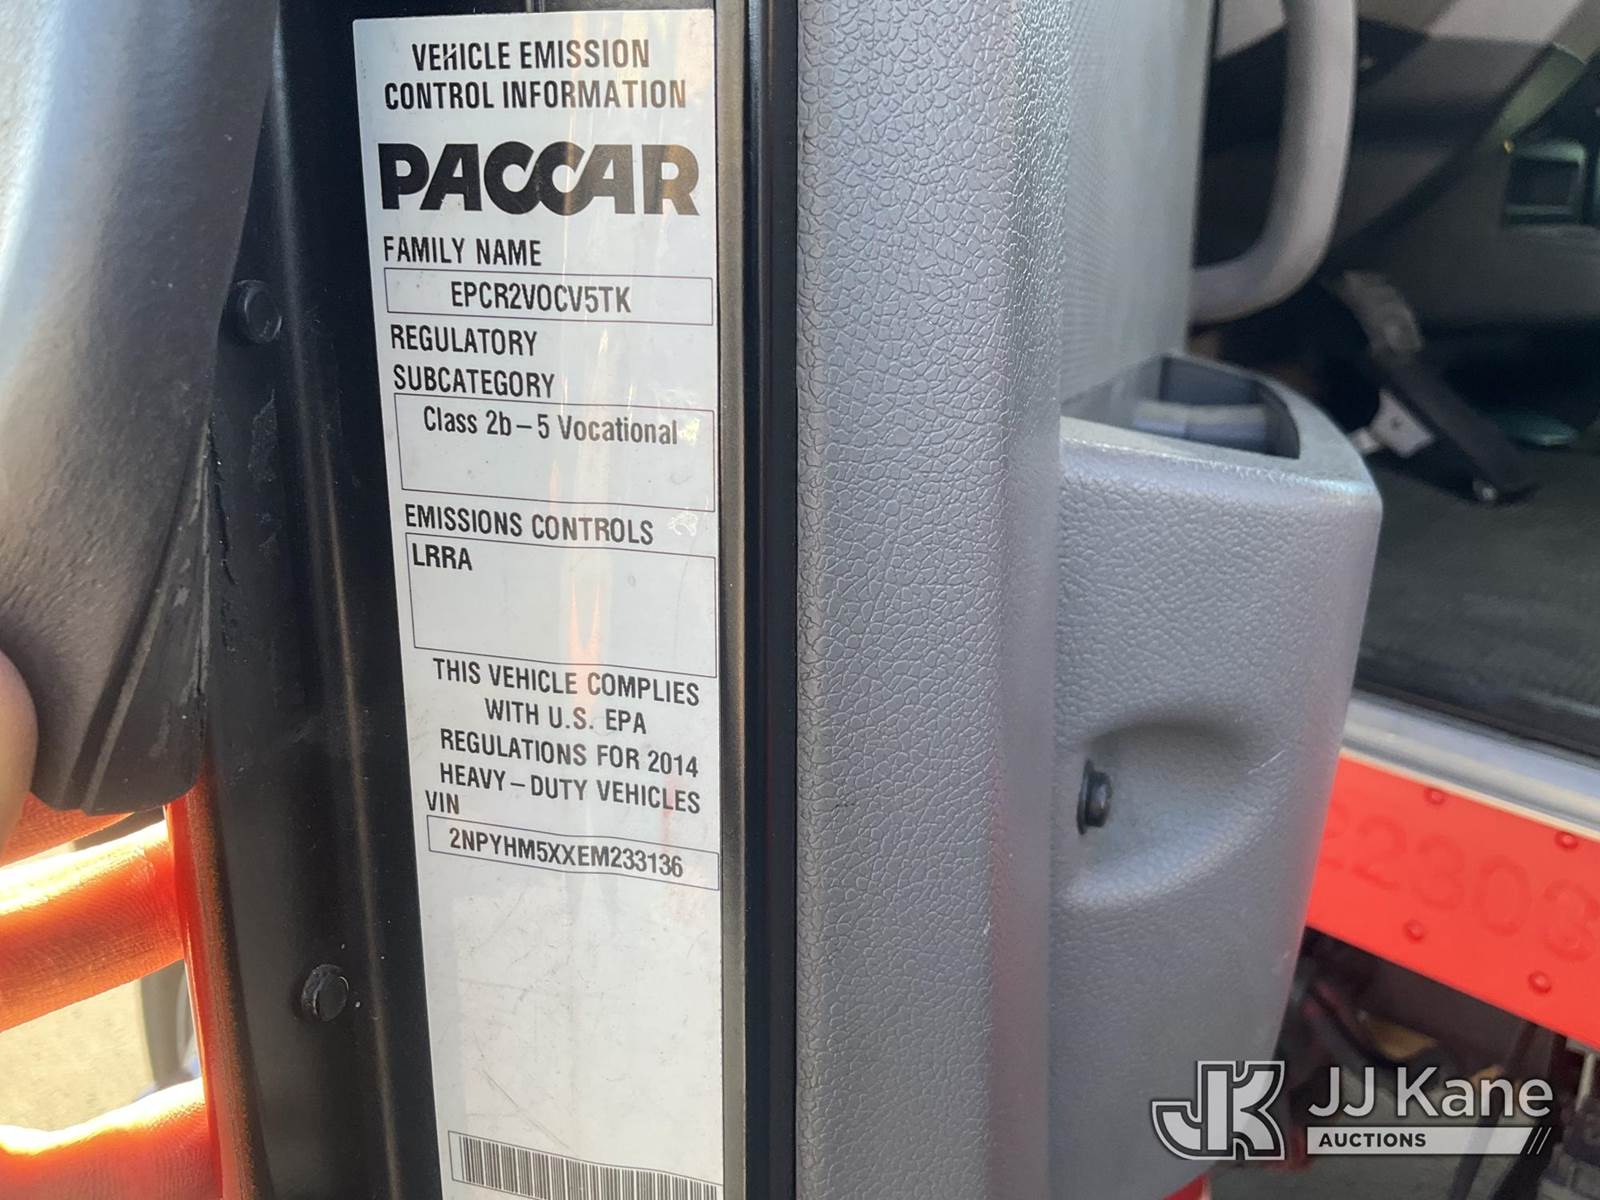 VEHICLE EMISSION
CONTROL INFORMATION
PACCAR
FAMILY NAME
EPCR2VOCV5TK
REGULATORY
SUBCATEGORY
Class 2b – 5 Vocational
EMISSIONS CONTROLS
LRRA
THIS VEHICLE COMPLIES
WITH U.S. EPA
REGULATIONS FOR 2014
HEAVY – DUTY VEHICLES
VIN
2NPYHM5XXEM233136
JK JJ Kane
AUCTIONS